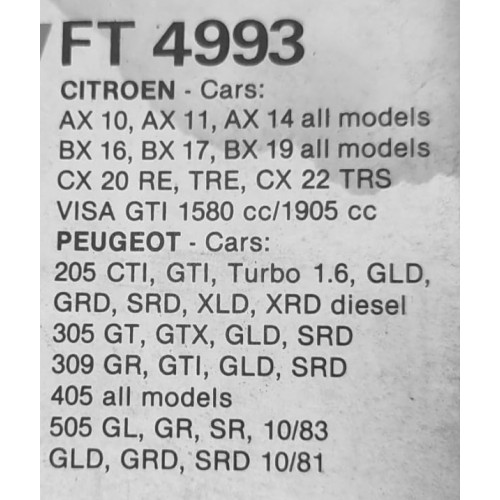 FT 4993
CITROEN - Cars:
AX 10, AX 11, AX 14 all models
BX 16, BX 17, BX 19 all models
CX 20 RE, TRE, CX 22 TRS
VISA GTI 1580 cc/1905 cc
PEUGEOT - Cars:
205 CTI, GTI, Turbo 1.6, GLD,
GRD, SRD, XLD, XRD diesel
305 GT, GTX, GLD, SRD
309 GR, GTI, GLD, SRD
405 all models
505 GL, GR, SR, 10/83
GLD, GRD, SRD 10/81